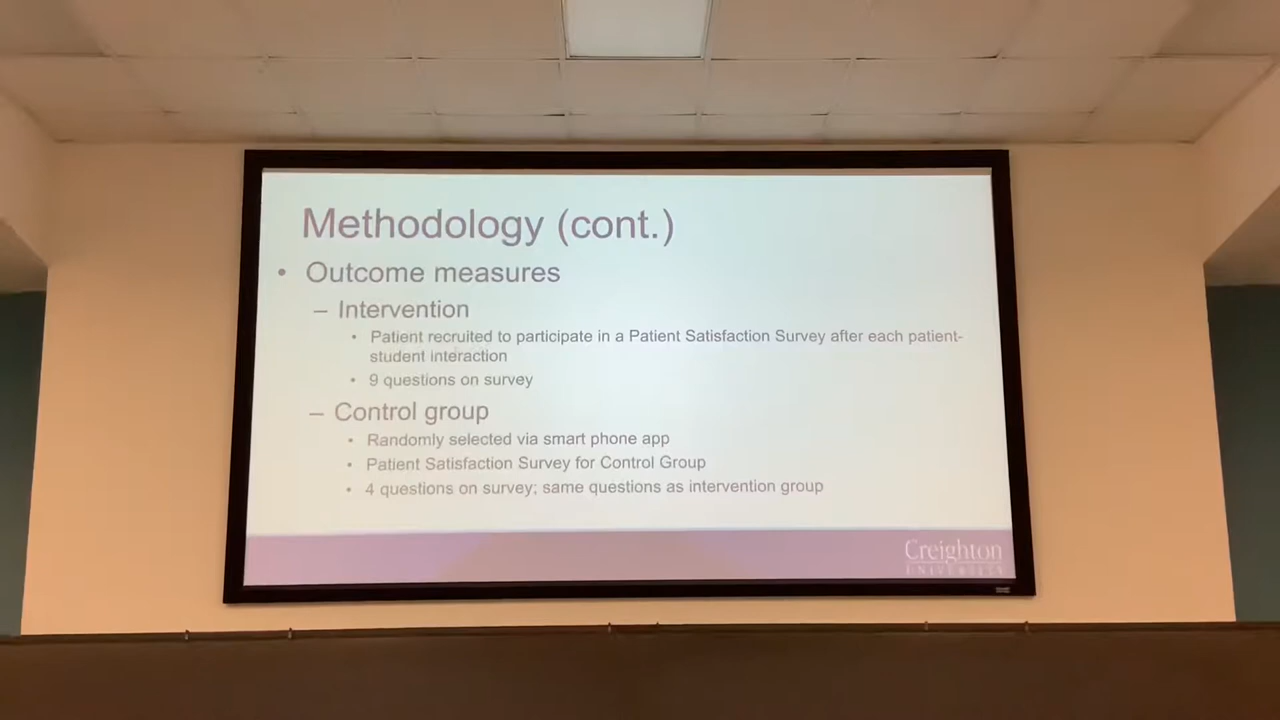 Methodology (cont.)
• Outcome measures
– Intervention
• Patient recruited to participate in a Patient Satisfaction Survey after each patient-
student interaction
• 9 questions on survey
– Control group
• Randomly selected via smart phone app
• Patient Satisfaction Survey for Control Group
• 4 questions on survey; same questions as intervention group
Creighton
UNIVERSITY